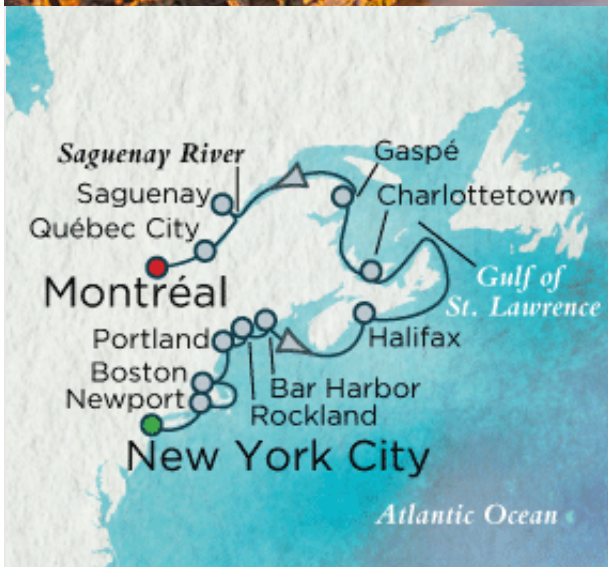 Saguenay River
Gaspé
Saguenay
Charlottetown
Québec City
Montréal
Gulf of
St. Lawrence
Portland
Halifax
Boston
Bar Harbor
Newport
Rockland
New York City
Atlantic Ocean